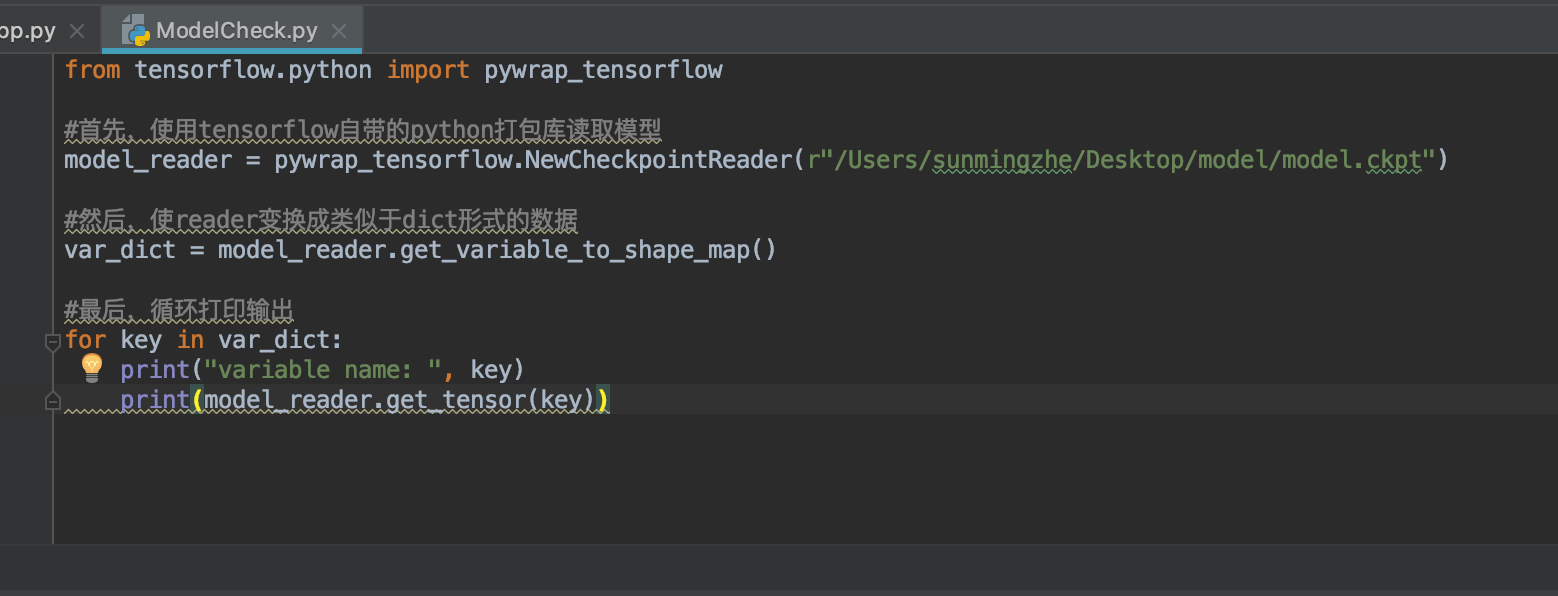 pp.py
ModelCheck.py
from tensorflow.python import pywrap_tensorflow
#首先，使用tensorflow自带的python打包库读取模型
model_reader = pywrap_tensorflow.NewCheckpointReader(r"/Users/sunmingzhe/Desktop/model/model.ckpt")
#然后，使reader变换成类似于dict形式的数据
var_dict = model_reader.get_variable_to_shape_map()
#最后，循环打印输出
for key in var_dict:
    print("variable name: ", key)
    print(model_reader.get_tensor(key))